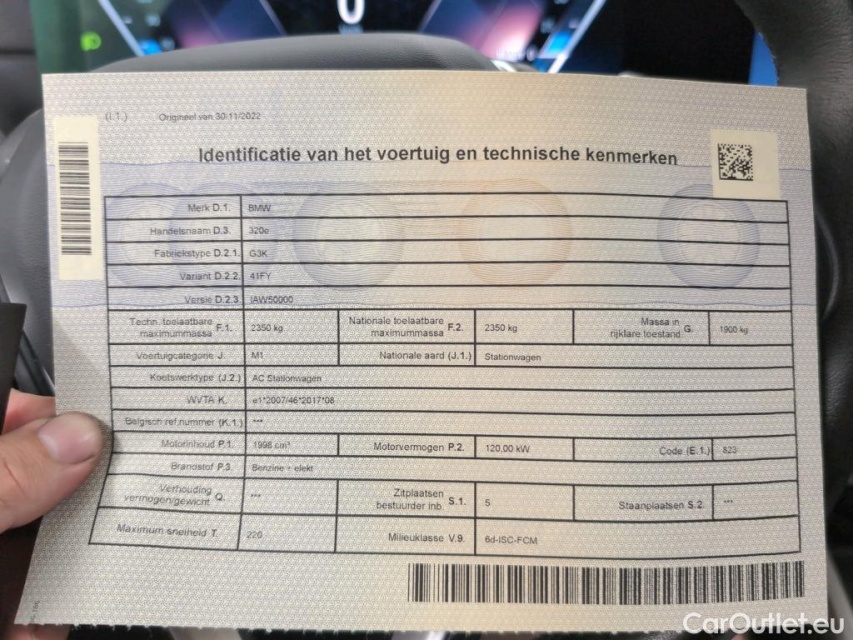 0
(I.1.) Origineel van 30/11/2022
Identificatie van het voertuig en technische kenmerken
Merk D.1. BMW
Handelsnaam D.3. 320e
Fabriekstype D.2.1. G3K
Variant D.2.2. 41FY
Versie D.2.3. IAW50000
Techn. toelaatbare maximummassa F.1. 2350 kg Nationale toelaatbare maximummassa F.2. 2350 kg Massa in rijklare toestand G. 1900 kg
Voertuigcategorie J. M1 Nationale aard (J.1.) Stationwagen
Koetswerktype (J.2.) AC Stationwagen
WVTA K. e1*2007/46*2017*08
Belgisch ref.nummer (K.1.) ***
Motorinhoud P.1. 1998 cm³ Motorvermogen P.2. 120,00 kW Code (E.1.) 823
Brandstof P.3. Benzine + elekt
Verhouding vermogen/gewicht Q. *** Zitplaatsen bestuurder inb. S.1. 5 Staanplaatsen S.2. ***
Maximum snelheid T. 220 Milieuklasse V.9. 6d-ISC-FCM
CarOutlet.eu